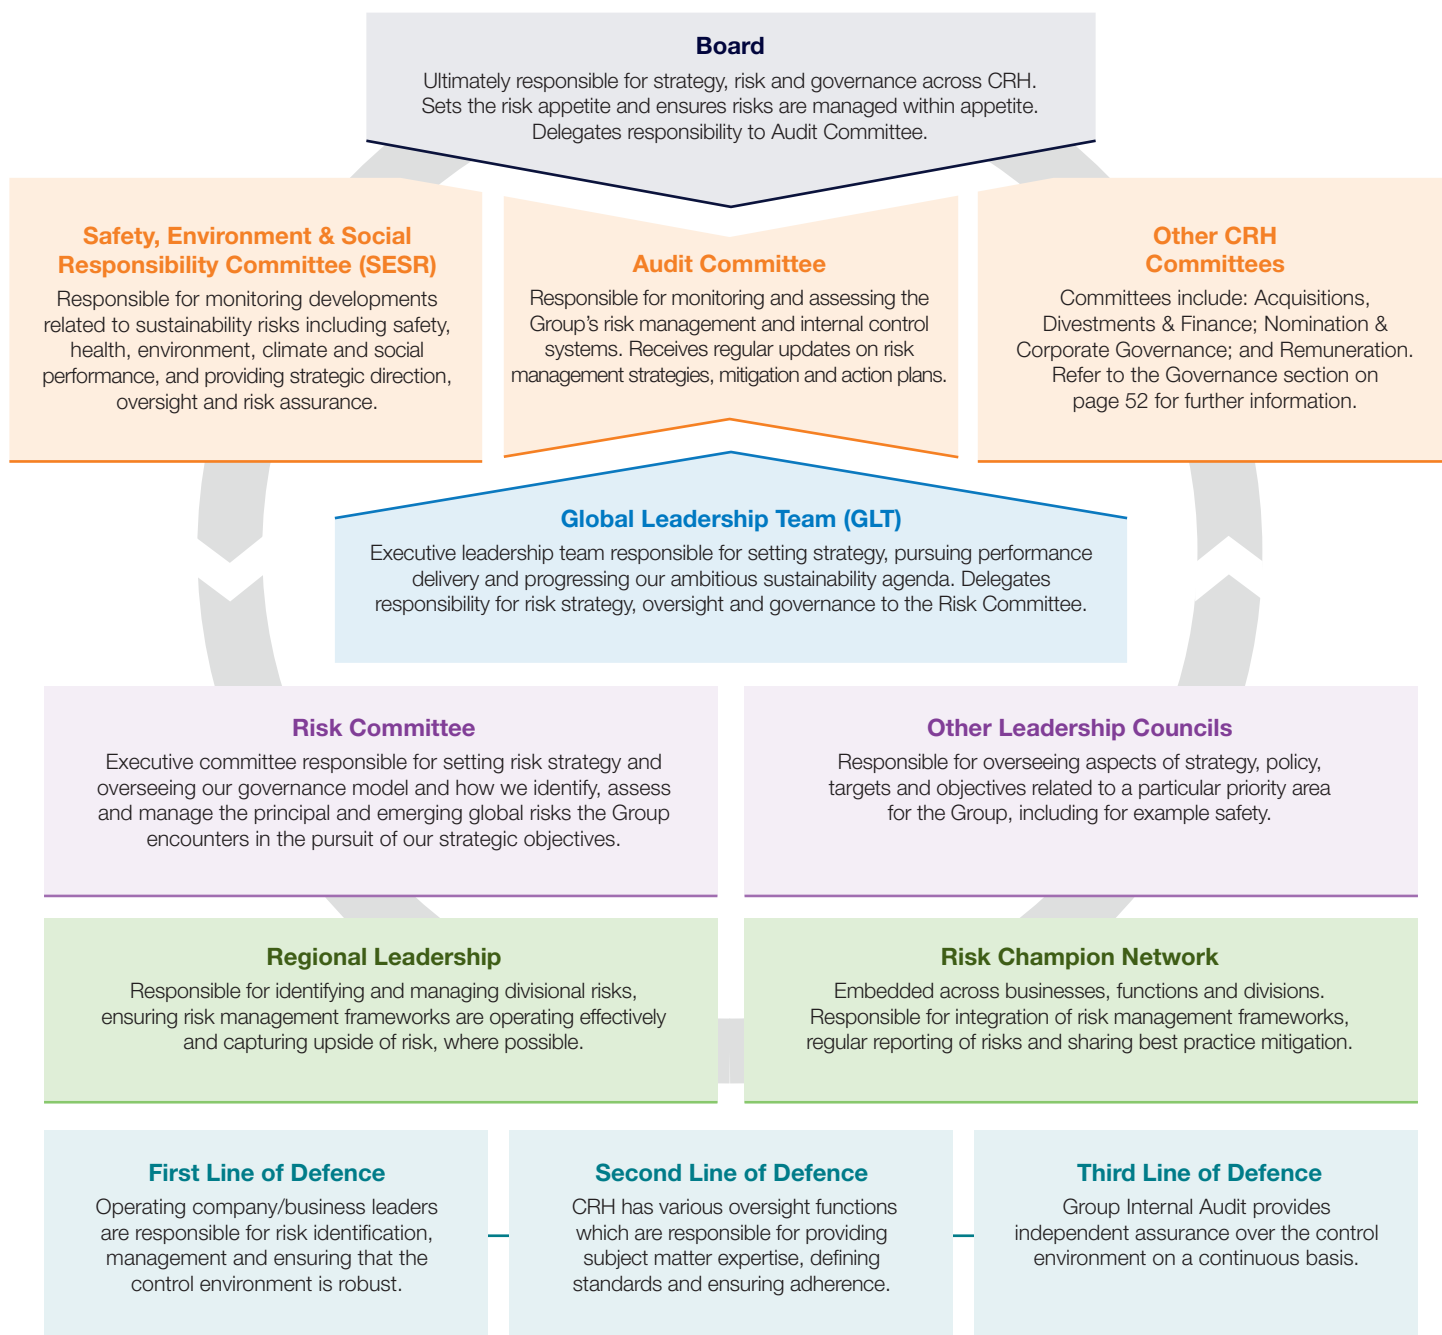 Board
Ultimately responsible for strategy, risk and governance across CRH.
Sets the risk appetite and ensures risks are managed within appetite.
Delegates responsibility to Audit Committee.
Safety, Environment & Social
Responsibility Committee (SESR)
Responsible for monitoring developments
related to sustainability risks including safety,
health, environment, climate and social
performance, and providing strategic direction,
oversight and risk assurance.
Audit Committee
Responsible for monitoring and assessing the
Group's risk management and internal control
systems. Receives regular updates on risk
management strategies, mitigation and action plans.
Other CRH
Committees
Committees include: Acquisitions,
Divestments & Finance; Nomination &
Corporate Governance; and Remuneration.
Refer to the Governance section on
page 52 for further information.
Global Leadership Team (GLT)
Executive leadership team responsible for setting strategy, pursuing performance
delivery and progressing our ambitious sustainability agenda. Delegates
responsibility for risk strategy, oversight and governance to the Risk Committee.
Risk Committee
Executive committee responsible for setting risk strategy and
overseeing our governance model and how we identify, assess
and manage the principal and emerging global risks the Group
encounters in the pursuit of our strategic objectives.
Other Leadership Councils
Responsible for overseeing aspects of strategy, policy,
targets and objectives related to a particular priority area
for the Group, including for example safety.
Regional Leadership
Responsible for identifying and managing divisional risks,
ensuring risk management frameworks are operating effectively
and capturing upside of risk, where possible.
Risk Champion Network
Embedded across businesses, functions and divisions.
Responsible for integration of risk management frameworks,
regular reporting of risks and sharing best practice mitigation.
First Line of Defence
Operating company/business leaders
are responsible for risk identification,
management and ensuring that the
control environment is robust.
Second Line of Defence
CRH has various oversight functions
which are responsible for providing
subject matter expertise, defining
standards and ensuring adherence.
Third Line of Defence
Group Internal Audit provides
independent assurance over the control
environment on a continuous basis.